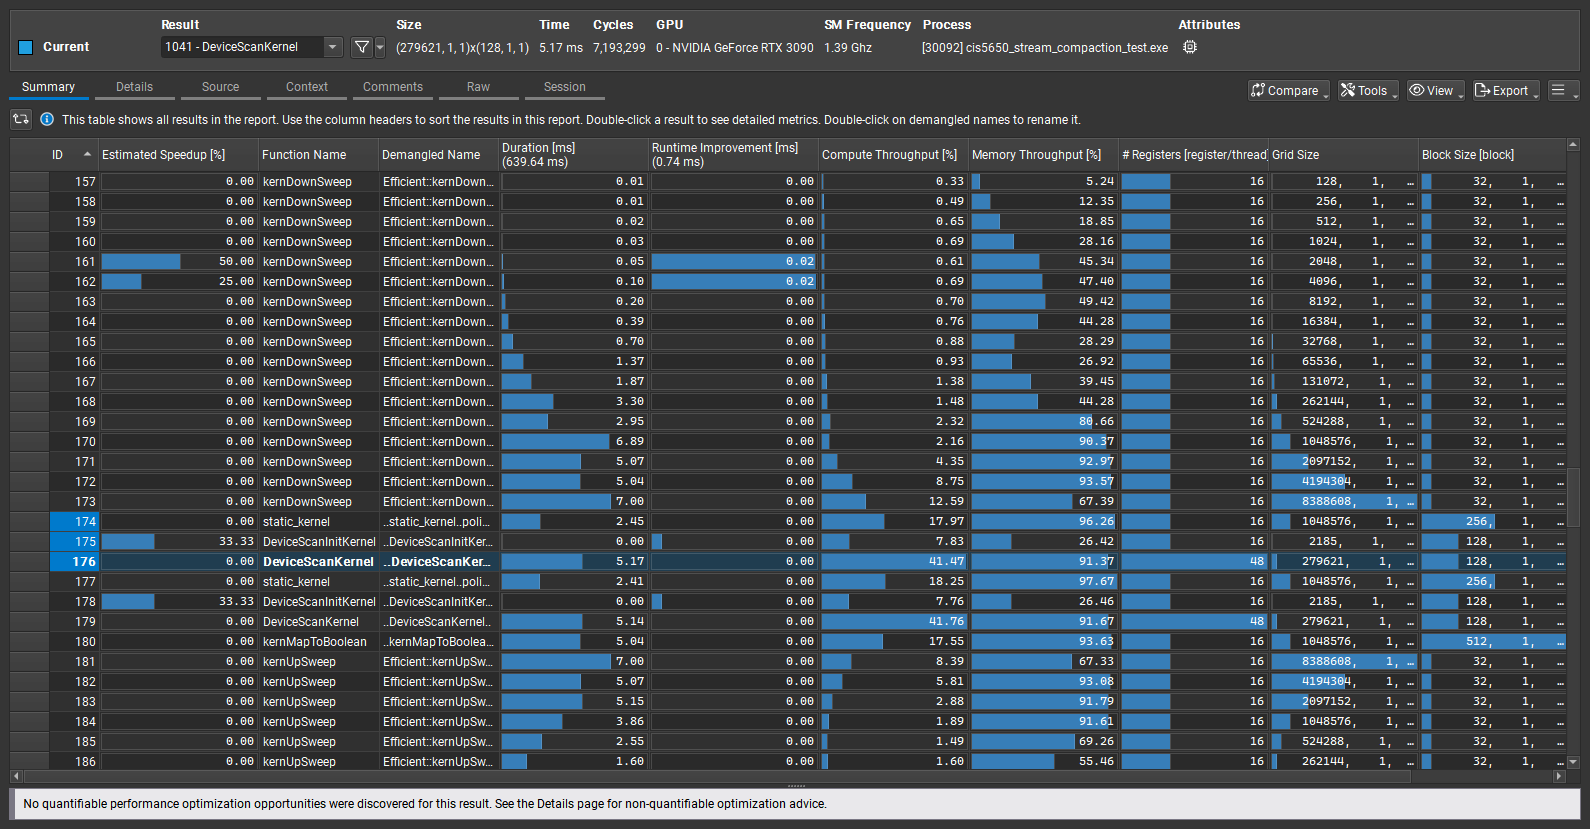 Result Size Time Cycles GPU SM Frequency Process Attributes
Current 1041 - DeviceScanKernel (279621, 1, 1)x(128, 1, 1) 5.17 ms 7,193,299 0 - NVIDIA GeForce RTX 3090 1.39 Ghz [30092] cis5650_stream_compaction_test.exe
Summary Details Source Context Comments Raw Session Compare Tools View Export
This table shows all results in the report. Use the column headers to sort the results in this report. Double-click a result to see detailed metrics. Double-click on demangled names to rename it.
ID Estimated Speedup [%] Function Name Demangled Name Duration [ms] (639.64 ms) Runtime Improvement [ms] (0.74 ms) Compute Throughput [%] Memory Throughput [%] # Registers [register/thread] Grid Size Block Size [block]
157 0.00 kernDownSweep Efficient::kernDown... 0.01 0.00 0.33 5.24 16 128, 1, ... 32, 1, ...
158 0.00 kernDownSweep Efficient::kernDown... 0.01 0.00 0.49 12.35 16 256, 1, ... 32, 1, ...
159 0.00 kernDownSweep Efficient::kernDown... 0.02 0.00 0.65 18.85 16 512, 1, ... 32, 1, ...
160 0.00 kernDownSweep Efficient::kernDown... 0.03 0.00 0.69 28.16 16 1024, 1, ... 32, 1, ...
161 50.00 kernDownSweep Efficient::kernDown... 0.05 0.02 0.61 45.34 16 2048, 1, ... 32, 1, ...
162 25.00 kernDownSweep Efficient::kernDown... 0.10 0.02 0.69 47.40 16 4096, 1, ... 32, 1, ...
163 0.00 kernDownSweep Efficient::kernDown... 0.20 0.00 0.70 49.42 16 8192, 1, ... 32, 1, ...
164 0.00 kernDownSweep Efficient::kernDown... 0.39 0.00 0.76 44.28 16 16384, 1, ... 32, 1, ...
165 0.00 kernDownSweep Efficient::kernDown... 0.70 0.00 0.88 28.29 16 32768, 1, ... 32, 1, ...
166 0.00 kernDownSweep Efficient::kernDown... 1.37 0.00 0.93 26.92 16 65536, 1, ... 32, 1, ...
167 0.00 kernDownSweep Efficient::kernDown... 1.87 0.00 1.38 39.45 16 131072, 1, ... 32, 1, ...
168 0.00 kernDownSweep Efficient::kernDown... 3.30 0.00 1.48 44.28 16 262144, 1, ... 32, 1, ...
169 0.00 kernDownSweep Efficient::kernDown... 2.95 0.00 2.32 80.66 16 524288, 1, ... 32, 1, ...
170 0.00 kernDownSweep Efficient::kernDown... 6.89 0.00 2.16 90.37 16 1048576, 1, ... 32, 1, ...
171 0.00 kernDownSweep Efficient::kernDown... 5.07 0.00 4.35 92.97 16 2097152, 1, ... 32, 1, ...
172 0.00 kernDownSweep Efficient::kernDown... 5.04 0.00 8.75 93.57 16 4194304, 1, ... 32, 1, ...
173 0.00 kernDownSweep Efficient::kernDown... 7.00 0.00 12.59 67.39 16 8388608, 1, ... 32, 1, ...
174 0.00 static_kernel ..static_kernel..poli... 2.45 0.00 17.97 96.26 16 1048576, 1, ... 256, 1, ...
175 33.33 DeviceScanInitKernel ..DeviceScanInitKer... 0.00 0.00 7.83 26.42 16 2185, 1, ... 128, 1, ...
176 0.00 DeviceScanKernel ..DeviceScanKer... 5.17 0.00 41.47 91.37 48 279621, 1, ... 128, 1, ...
177 0.00 static_kernel ..static_kernel..poli... 2.41 0.00 18.25 97.67 16 1048576, 1, ... 256, 1, ...
178 33.33 DeviceScanInitKernel ..DeviceScanInitKer... 0.00 0.00 7.76 26.46 16 2185, 1, ... 128, 1, ...
179 0.00 DeviceScanKernel ..DeviceScanKernel.. 5.14 0.00 41.76 91.67 48 279621, 1, ... 128, 1, ...
180 0.00 kernMapToBoolean ..kernMapToBoolea... 5.04 0.00 17.55 93.63 16 1048576, 1, ... 512, 1, ...
181 0.00 kernUpSweep Efficient::kernUpSw... 7.00 0.00 8.39 67.33 16 8388608, 1, ... 32, 1, ...
182 0.00 kernUpSweep Efficient::kernUpSw... 5.07 0.00 5.81 93.08 16 4194304, 1, ... 32, 1, ...
183 0.00 kernUpSweep Efficient::kernUpSw... 5.15 0.00 2.88 91.79 16 2097152, 1, ... 32, 1, ...
184 0.00 kernUpSweep Efficient::kernUpSw... 3.86 0.00 1.89 91.61 16 1048576, 1, ... 32, 1, ...
185 0.00 kernUpSweep Efficient::kernUpSw... 2.55 0.00 1.49 69.26 16 524288, 1, ... 32, 1, ...
186 0.00 kernUpSweep Efficient::kernUpSw... 1.60 0.00 1.60 55.46 16 262144, 1, ... 32, 1, ...
No quantifiable performance optimization opportunities were discovered for this result. See the Details page for non-quantifiable optimization advice.